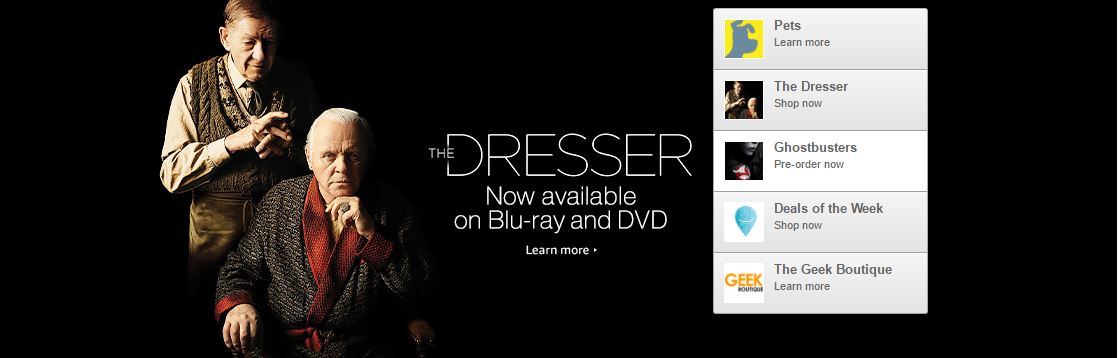 THE DRESSER
Now available
on Blu-ray and DVD
Learn more
Pets
Learn more
The Dresser
Shop now
Ghostbusters
Pre-order now
Deals of the Week
Shop now
GEEK
BOUTIQUE
The Geek Boutique
Learn more